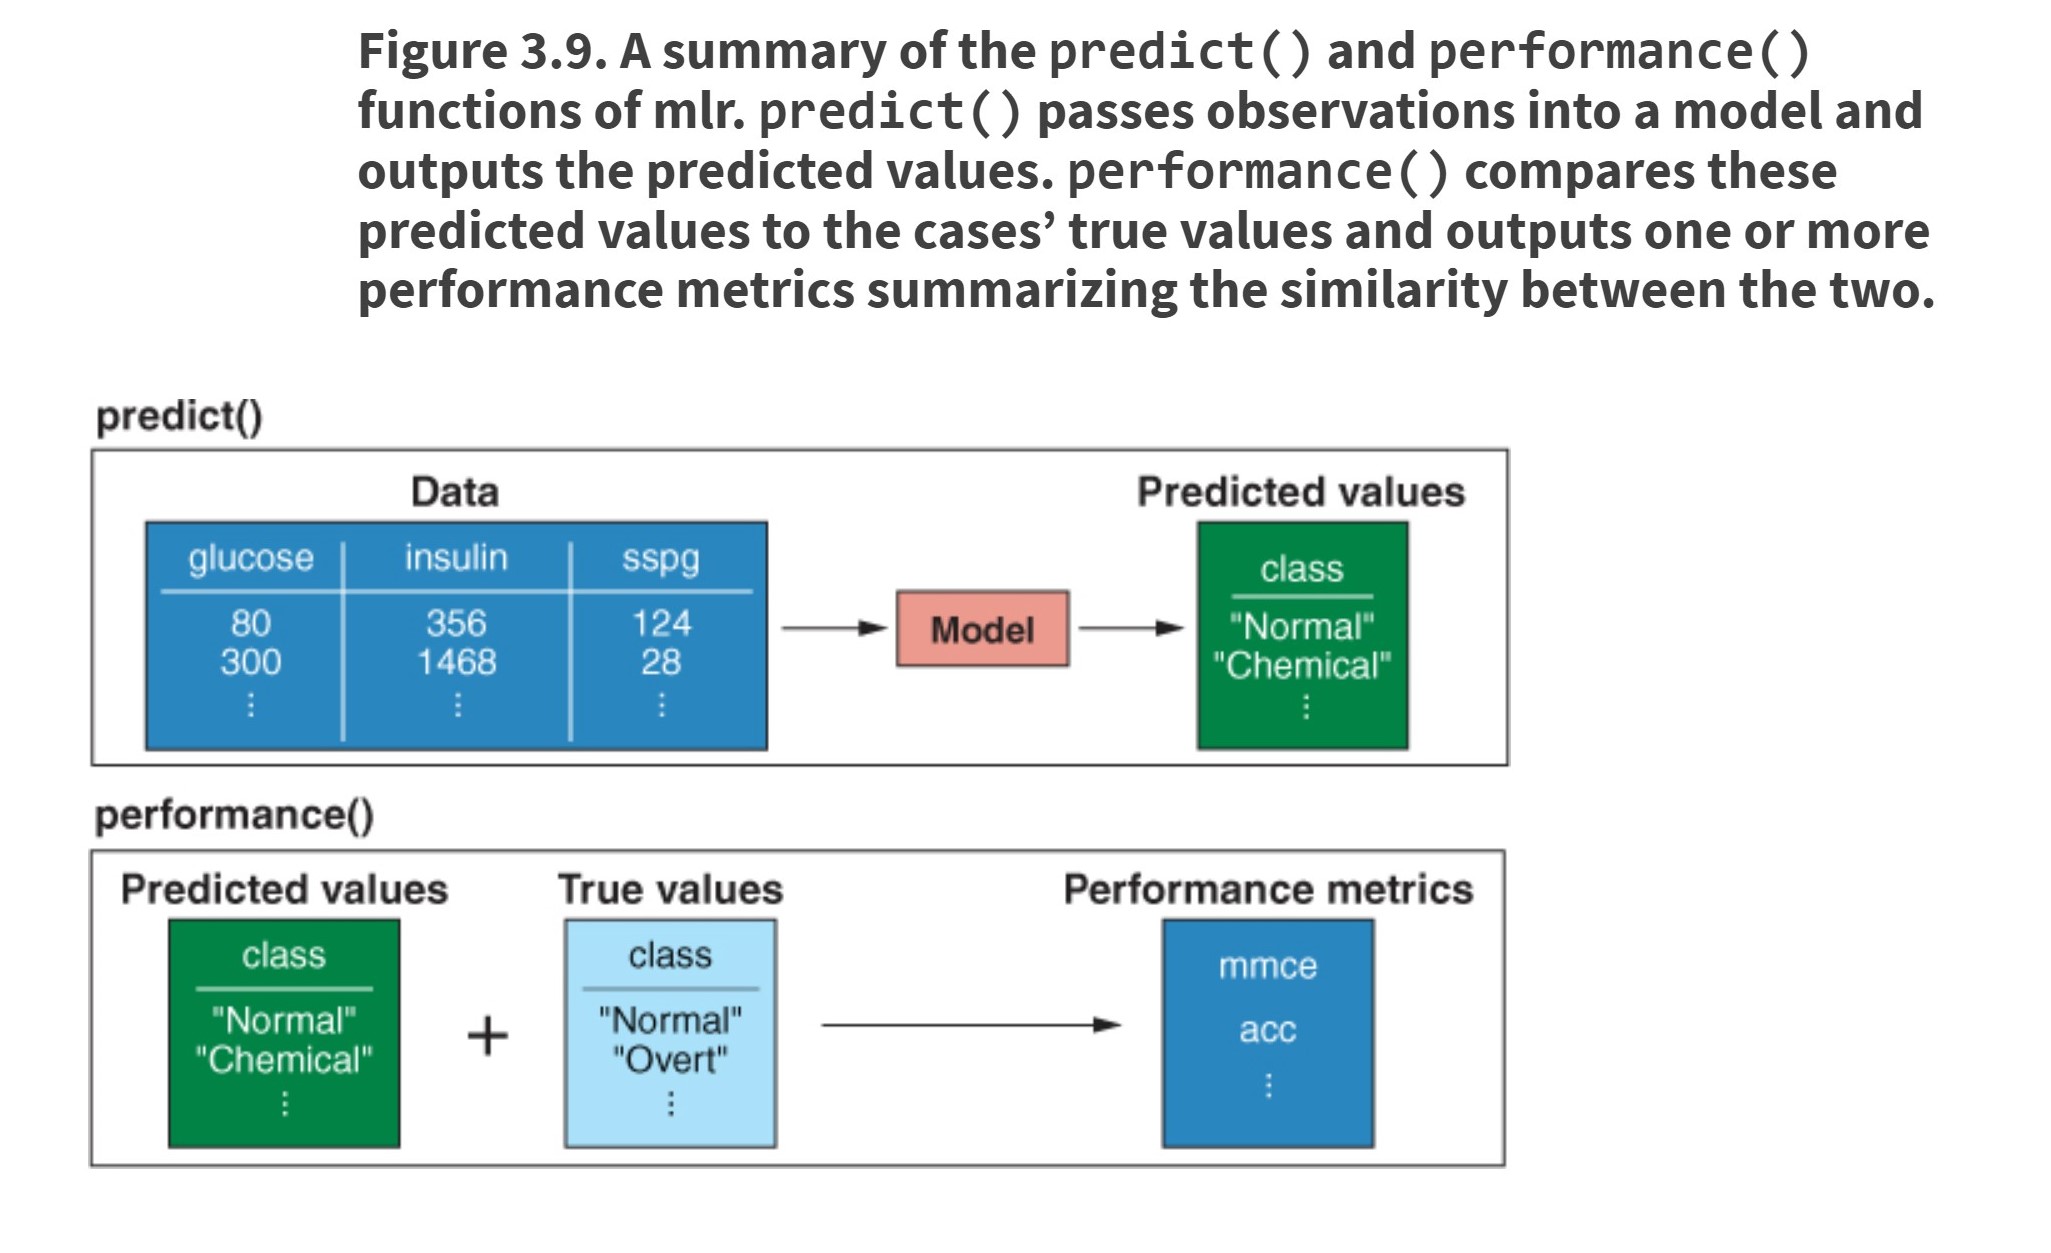 Figure 3.9. A summary of the predict() and performance()
functions of mlr. predict() passes observations into a model and
outputs the predicted values. performance() compares these
predicted values to the cases’ true values and outputs one or more
performance metrics summarizing the similarity between the two.
predict()
Data
glucose insulin sspg
80 356 124
300 1468 28
⋮ ⋮ ⋮
Model
Predicted values
class
"Normal"
"Chemical"
⋮
performance()
Predicted values
class
"Normal"
"Chemical"
⋮
+
True values
class
"Normal"
"Overt"
⋮
Performance metrics
mmce
acc
⋮